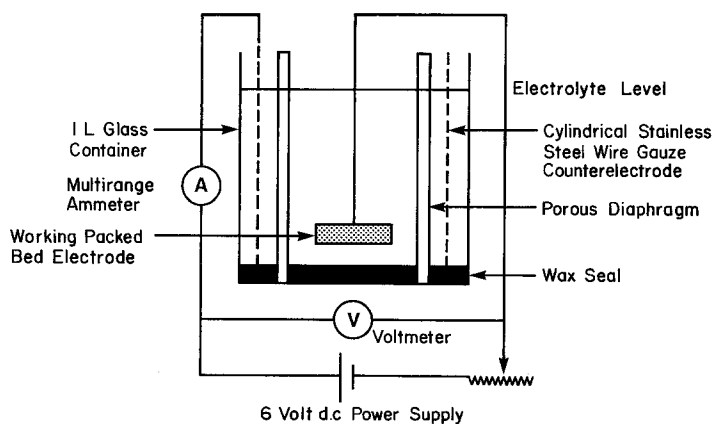 Electrolyte Level
1 L Glass
Container
Cylindrical Stainless
Steel Wire Gauze
Counterelectrode
Multirange
Ammeter
A
Porous Diaphragm
Working Packed
Bed Electrode
Wax Seal
V
Voltmeter
6 Volt d.c Power Supply